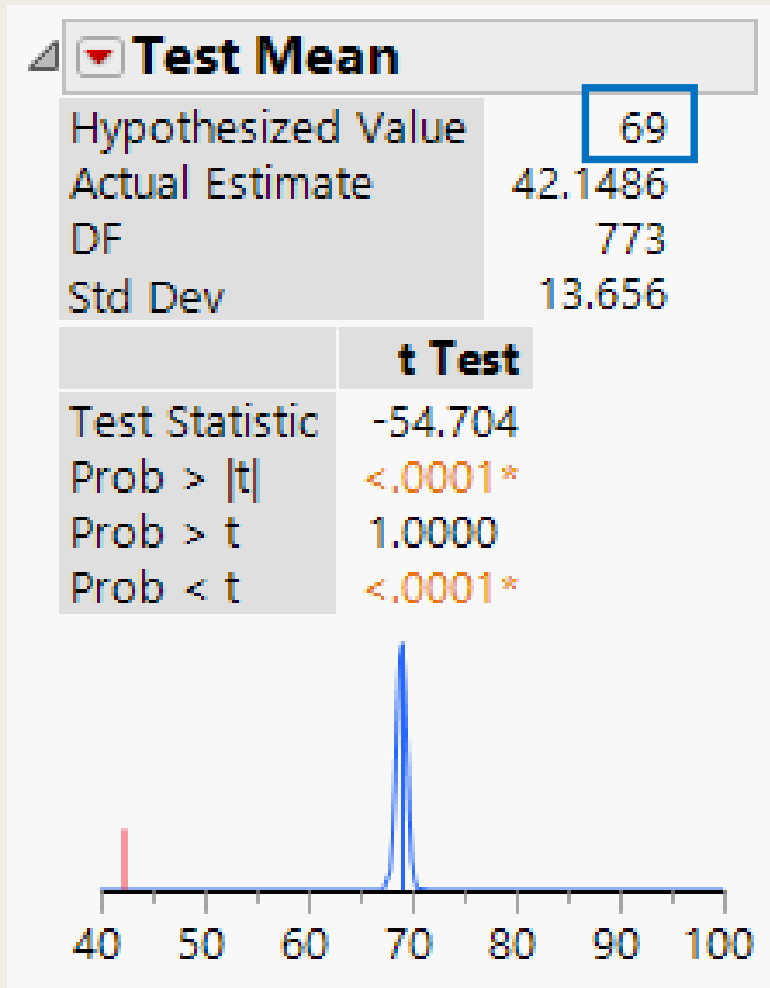 Test Mean
Hypothesized Value 69
Actual Estimate 42.1486
DF 773
Std Dev 13.656
t Test
Test Statistic -54.704
Prob > |t| <.0001*
Prob > t 1.0000
Prob < t <.0001*
40 50 60 70 80 90 100